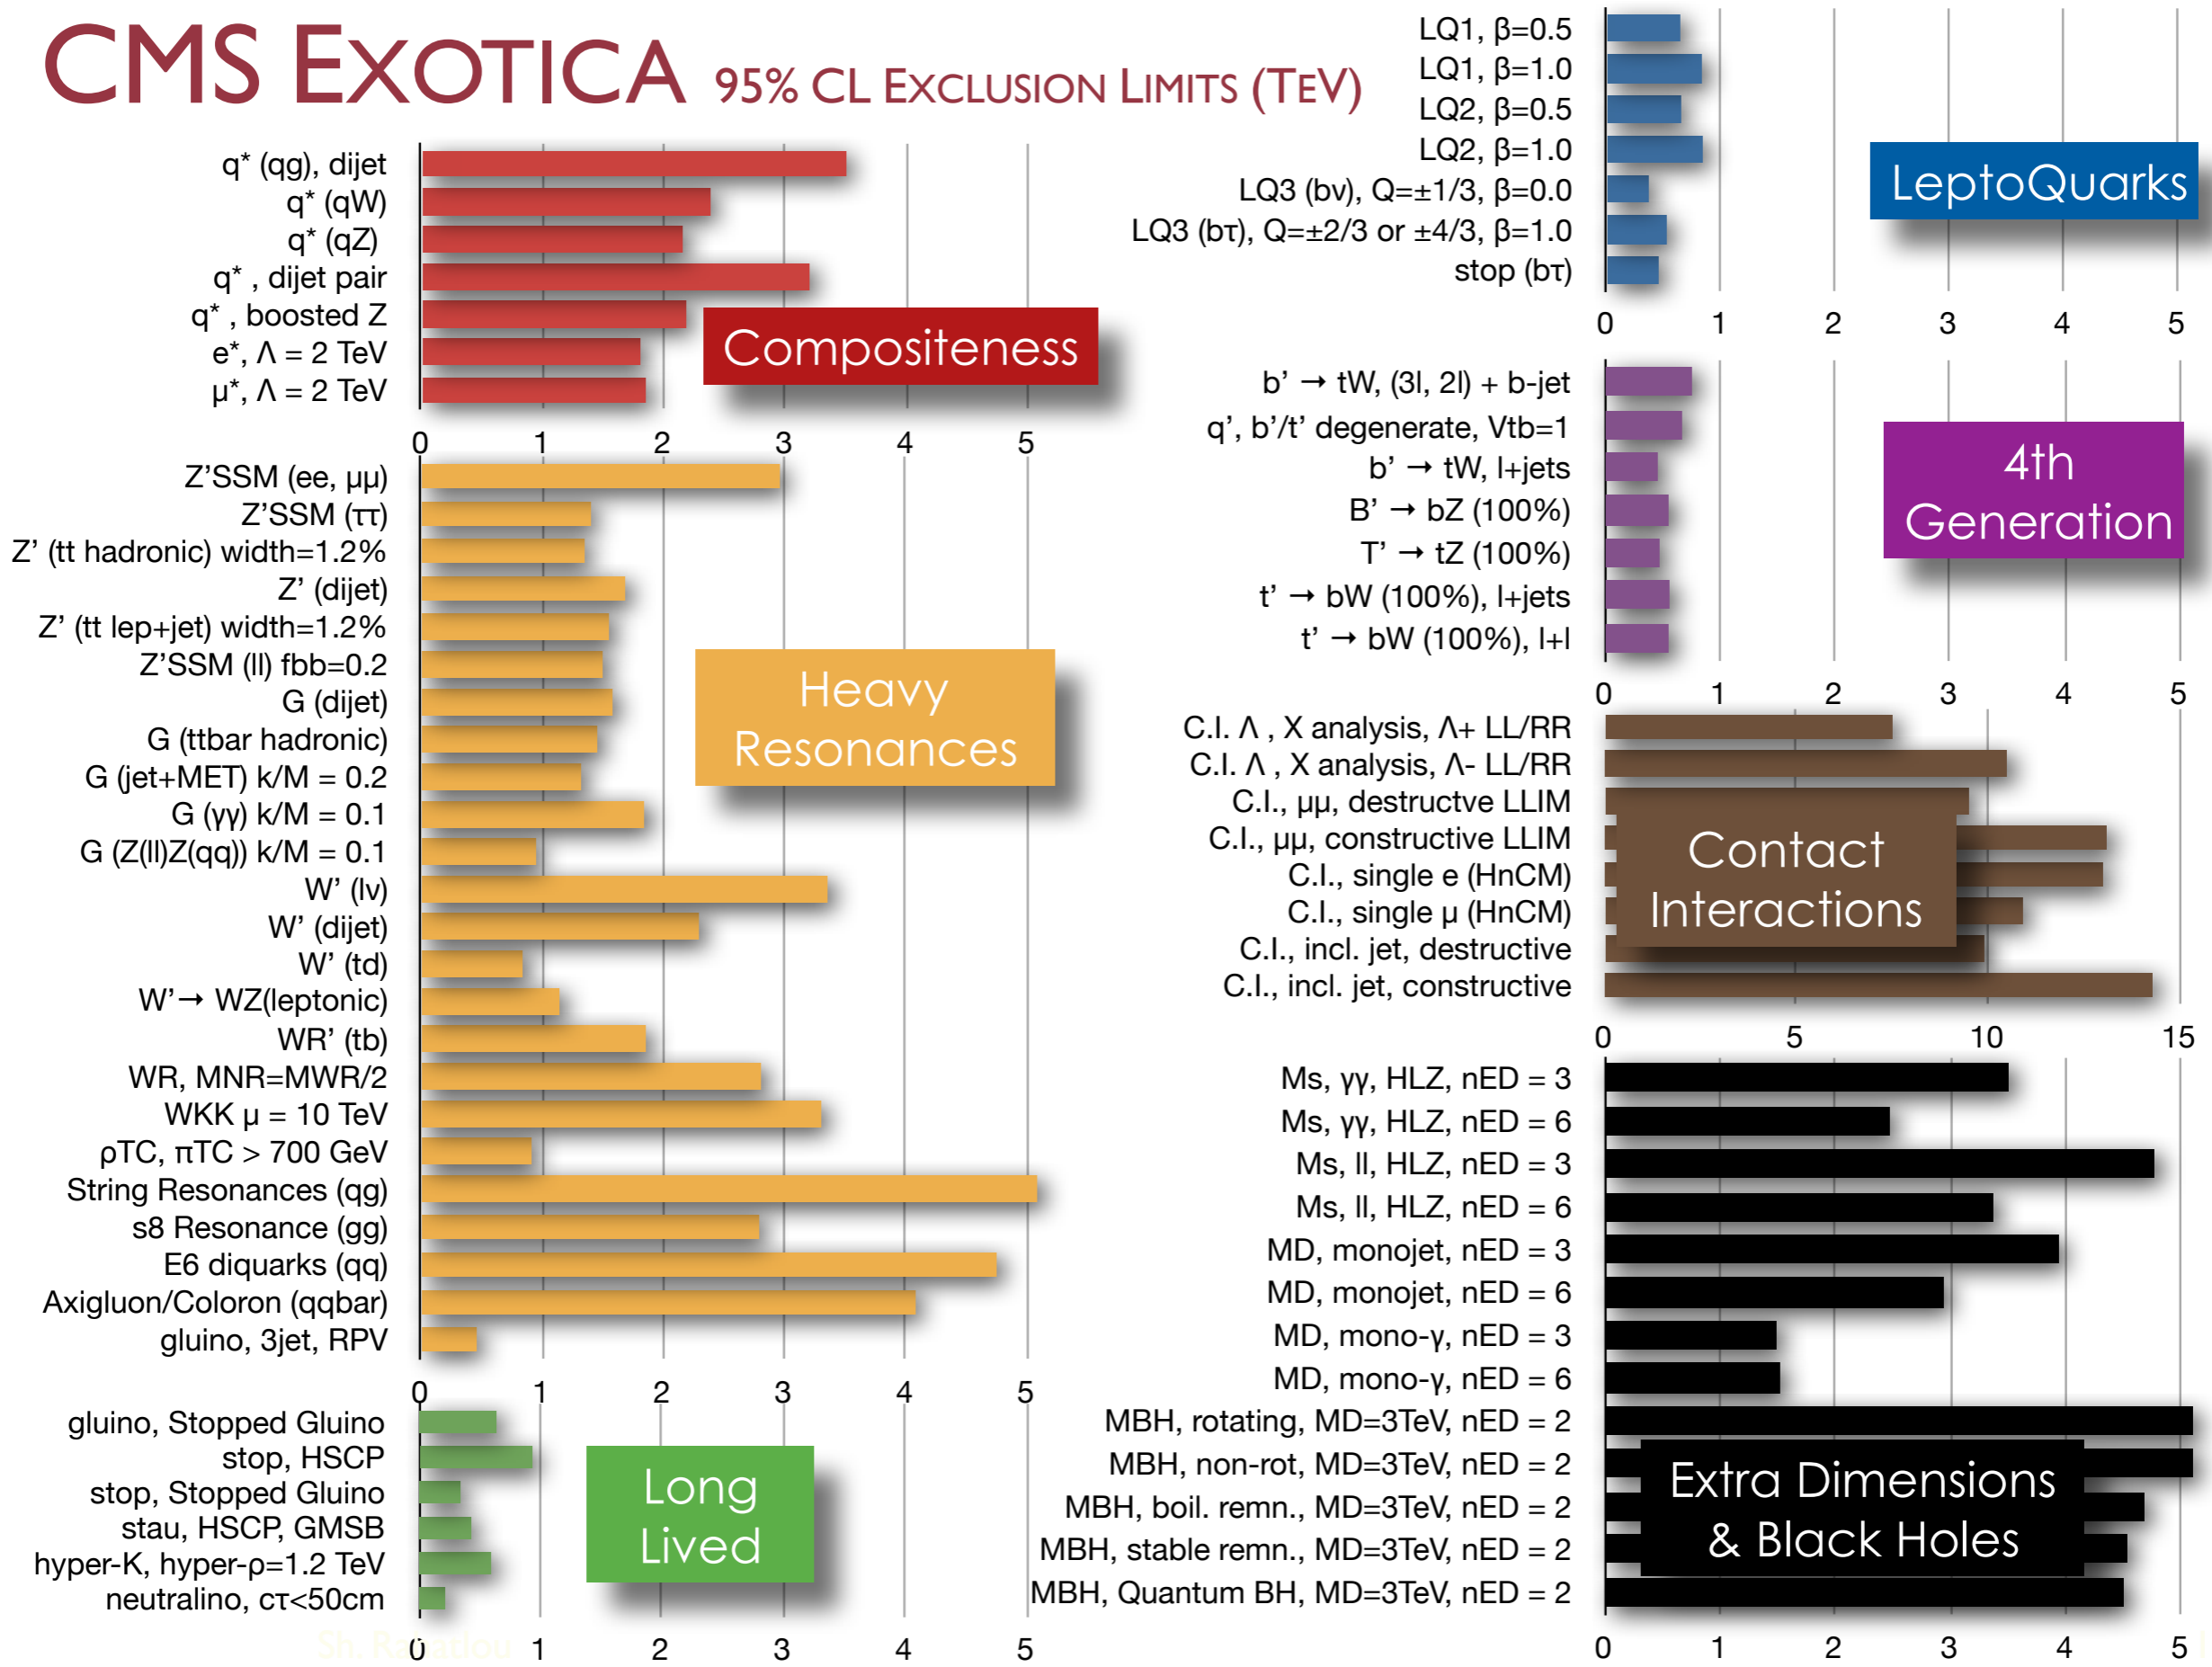 CMS EXOTICA 95% CL EXCLUSION LIMITS (TEV)
q* (qg), dijet
q* (qW)
q* (qZ)
q* , dijet pair
q* , boosted Z
e*, Λ = 2 TeV
μ*, Λ = 2 TeV
Compositeness
0 1 2 3 4 5
Z’SSM (ee, μμ)
Z’SSM (ττ)
Z’ (tt hadronic) width=1.2%
Z’ (dijet)
Z’ (tt lep+jet) width=1.2%
Z’SSM (ll) fbb=0.2
G (dijet)
G (ttbar hadronic)
G (jet+MET) k/M = 0.2
G (γγ) k/M = 0.1
G (Z(ll)Z(qq)) k/M = 0.1
W’ (lν)
W’ (dijet)
W’ (td)
W’→ WZ(leptonic)
WR’ (tb)
WR, MNR=MWR/2
WKK μ = 10 TeV
ρTC, πTC > 700 GeV
String Resonances (qg)
s8 Resonance (gg)
E6 diquarks (qq)
Axigluon/Coloron (qqbar)
gluino, 3jet, RPV
Heavy
Resonances
0 1 2 3 4 5
gluino, Stopped Gluino
stop, HSCP
stop, Stopped Gluino
stau, HSCP, GMSB
hyper-K, hyper-ρ=1.2 TeV
neutralino, cτ<50cm
Long
Lived
0 1 2 3 4 5
LQ1, β=0.5
LQ1, β=1.0
LQ2, β=0.5
LQ2, β=1.0
LQ3 (bν), Q=±1/3, β=0.0
LQ3 (bτ), Q=±2/3 or ±4/3, β=1.0
stop (bτ)
LeptoQuarks
0 1 2 3 4 5
b’ → tW, (3l, 2l) + b-jet
q’, b’/t’ degenerate, Vtb=1
b’ → tW, l+jets
B’ → bZ (100%)
T’ → tZ (100%)
t’ → bW (100%), l+jets
t’ → bW (100%), l+l
4th
Generation
0 1 2 3 4 5
C.I. Λ , X analysis, Λ+ LL/RR
C.I. Λ , X analysis, Λ- LL/RR
C.I., μμ, destructve LLIM
C.I., μμ, constructive LLIM
C.I., single e (HnCM)
C.I., single μ (HnCM)
C.I., incl. jet, destructive
C.I., incl. jet, constructive
Contact
Interactions
0 5 10 15
Ms, γγ, HLZ, nED = 3
Ms, γγ, HLZ, nED = 6
Ms, ll, HLZ, nED = 3
Ms, ll, HLZ, nED = 6
MD, monojet, nED = 3
MD, monojet, nED = 6
MD, mono-γ, nED = 3
MD, mono-γ, nED = 6
MBH, rotating, MD=3TeV, nED = 2
MBH, non-rot, MD=3TeV, nED = 2
MBH, boil. remn., MD=3TeV, nED = 2
MBH, stable remn., MD=3TeV, nED = 2
MBH, Quantum BH, MD=3TeV, nED = 2
Extra Dimensions
& Black Holes
0 1 2 3 4 5